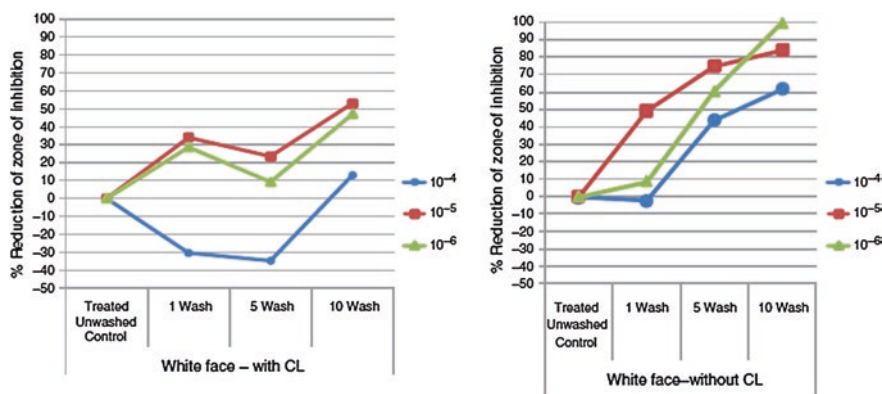 % Reduction of zone of inhibition
100
90
80
70
60
50
40
30
20
10
0
–10
–20
–30
–40
–50
Treated
Unwashed
Control
1 Wash
5 Wash
10 Wash
White face – with CL
10–4
10–5
10–6
% Reduction of zone of inhibition
100
90
80
70
60
50
40
30
20
10
0
–10
–20
–30
–40
–50
Treated
Unwashed
Control
1 Wash
5 Wash
10 Wash
White face–without CL
10–4
10–5
10–6